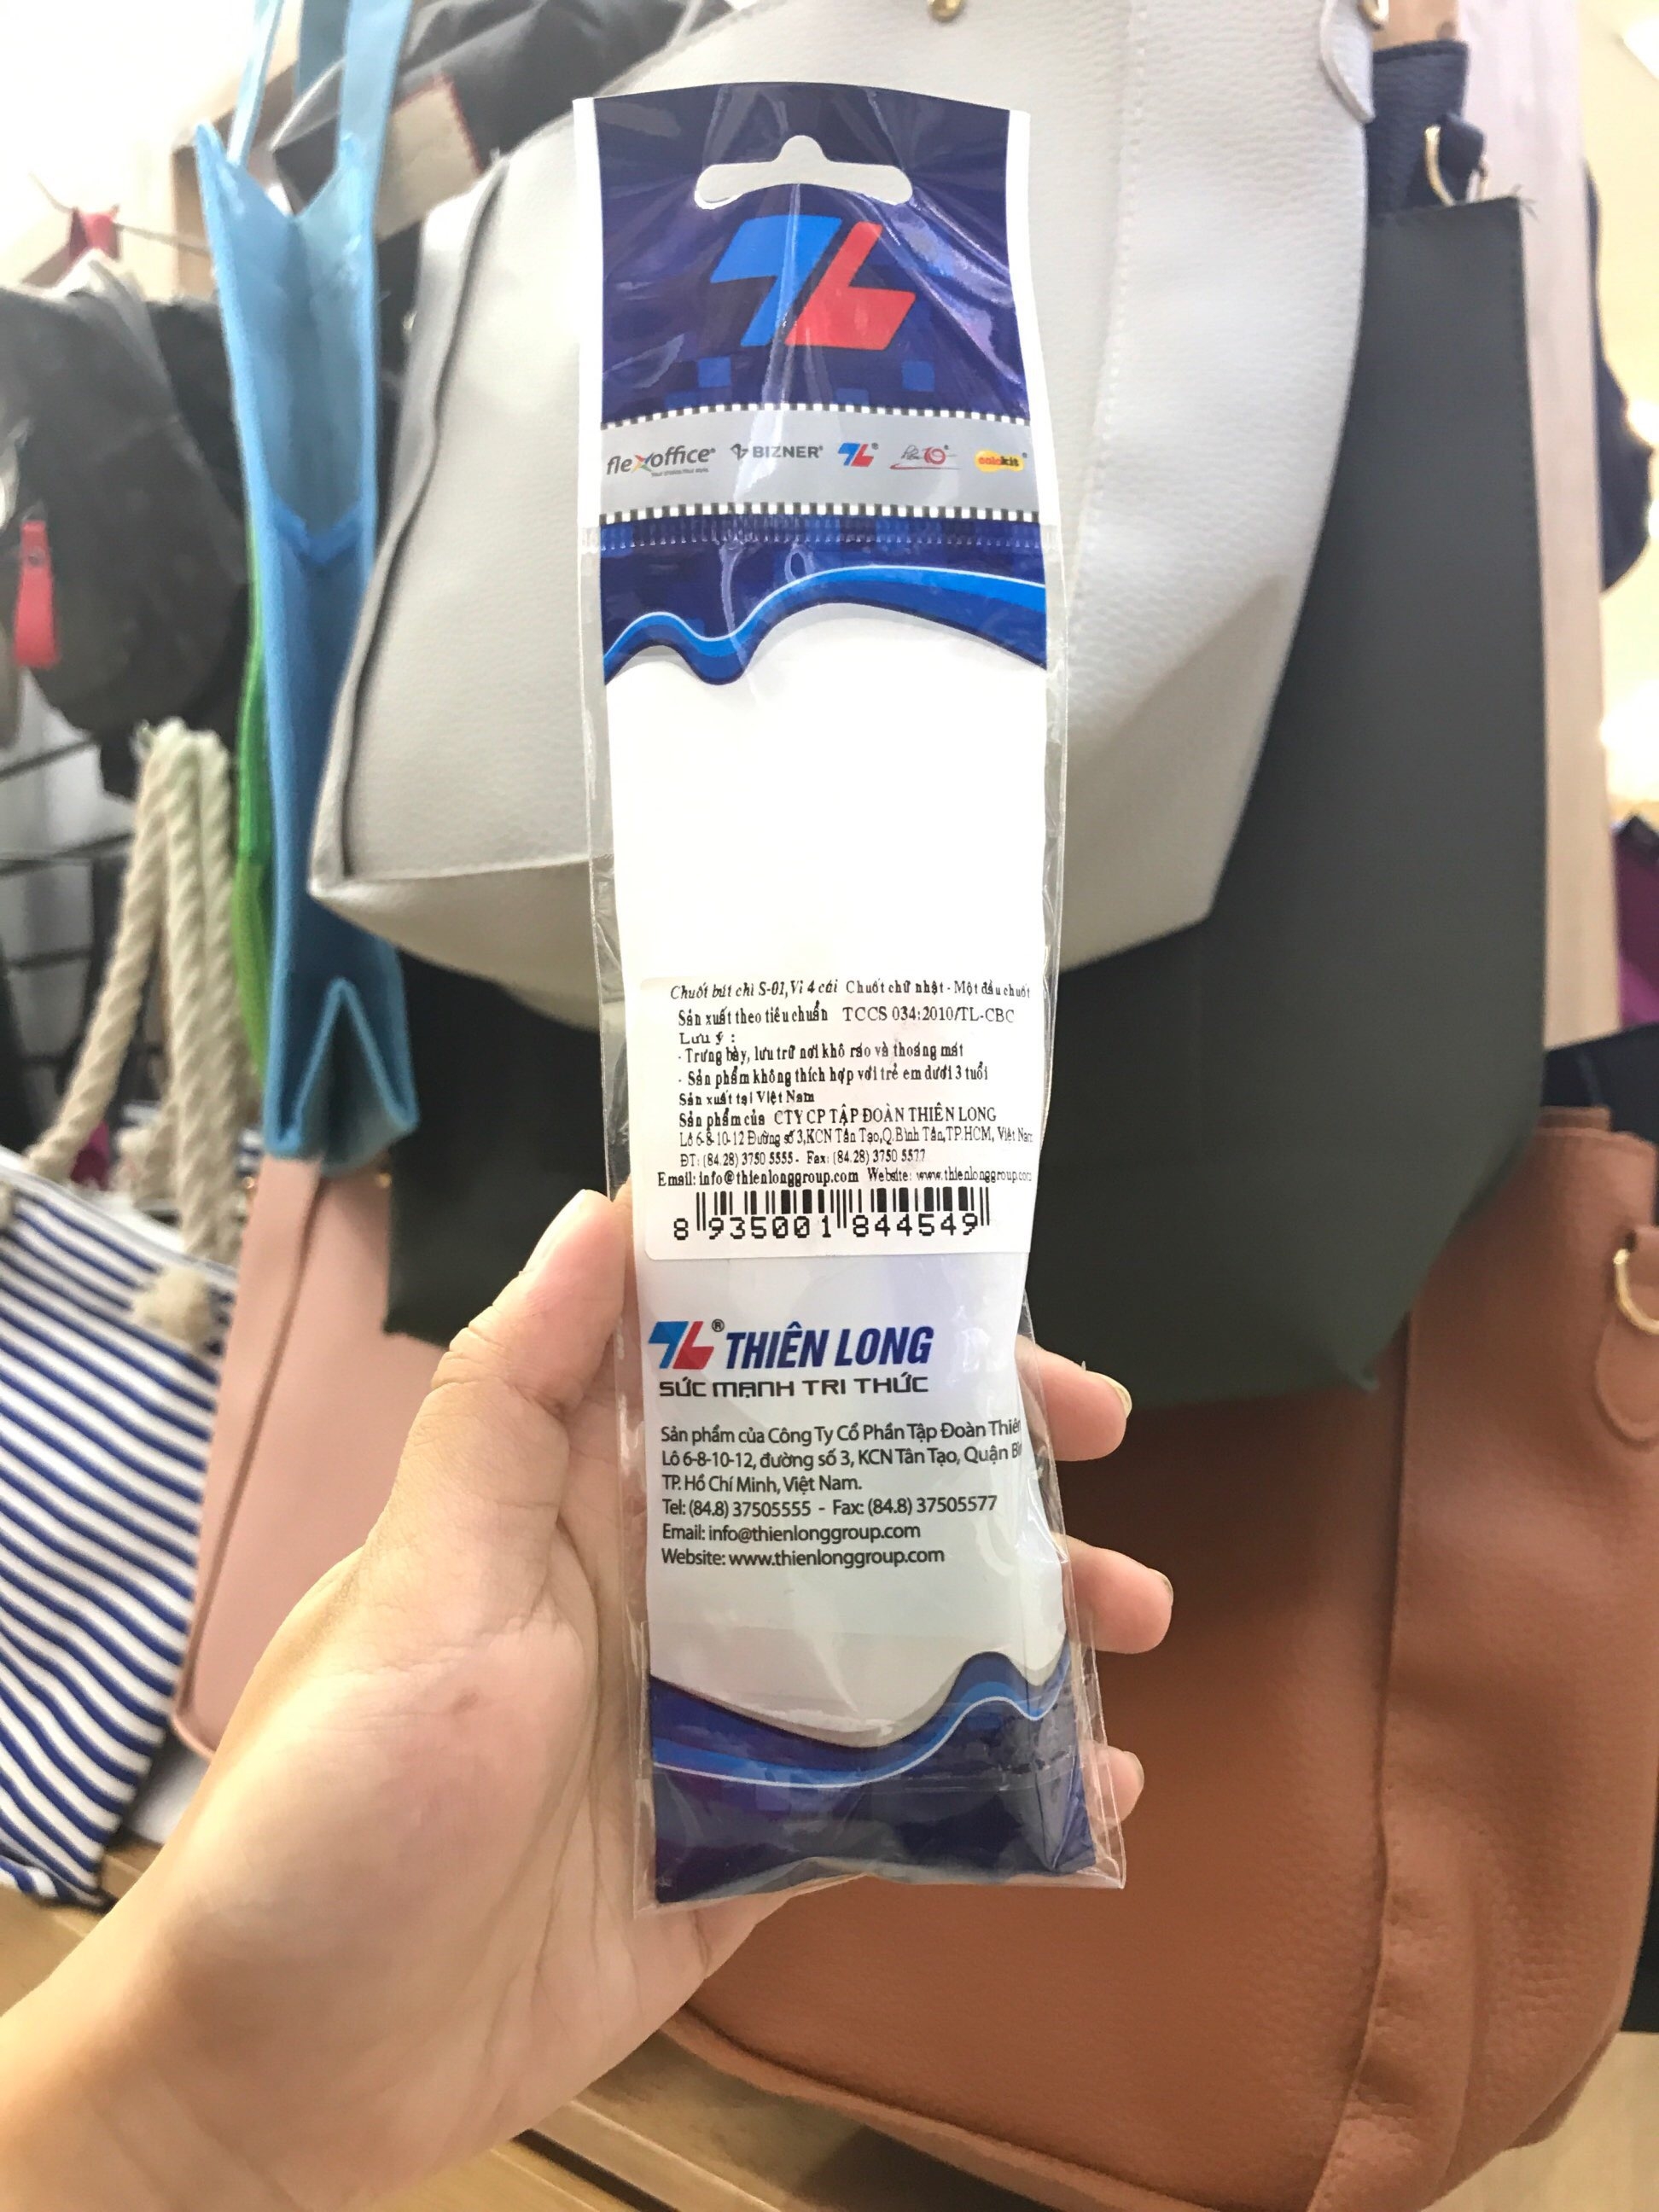 TL
flexoffice® BIZNER® TL® colokis®
Chuốt bút chì S-01, Vỉ 4 cái Chuốt chữ nhật - Một đầu chuốt
Sản xuất theo tiêu chuẩn TCCS 034:2010/TL-CBC
Lưu ý :
- Trưng bày, lưu trữ nơi khô ráo và thoáng mát
- Sản phẩm không thích hợp với trẻ em dưới 3 tuổi
Sản xuất tại Việt Nam
Sản phẩm của CTY CP TẬP ĐOÀN THIÊN LONG
Lô 6-8-10-12 Đường số 3,KCN Tân Tạo,Q.Bình Tân,TP.HCM, Việt Nam
ĐT: (84.28) 3750 5555 - Fax: (84.28) 3750 5577
Email: info@thienlonggroup.com Website: www.thienlonggroup.com
8 935001 844549
TL® THIÊN LONG
SỨC MẠNH TRI THỨC
Sản phẩm của Công Ty Cổ Phần Tập Đoàn Thiê
Lô 6-8-10-12, đường số 3, KCN Tân Tạo, Quận Bì
TP. Hồ Chí Minh, Việt Nam.
Tel: (84.8) 37505555 - Fax: (84.8) 37505577
Email: info@thienlonggroup.com
Website: www.thienlonggroup.com